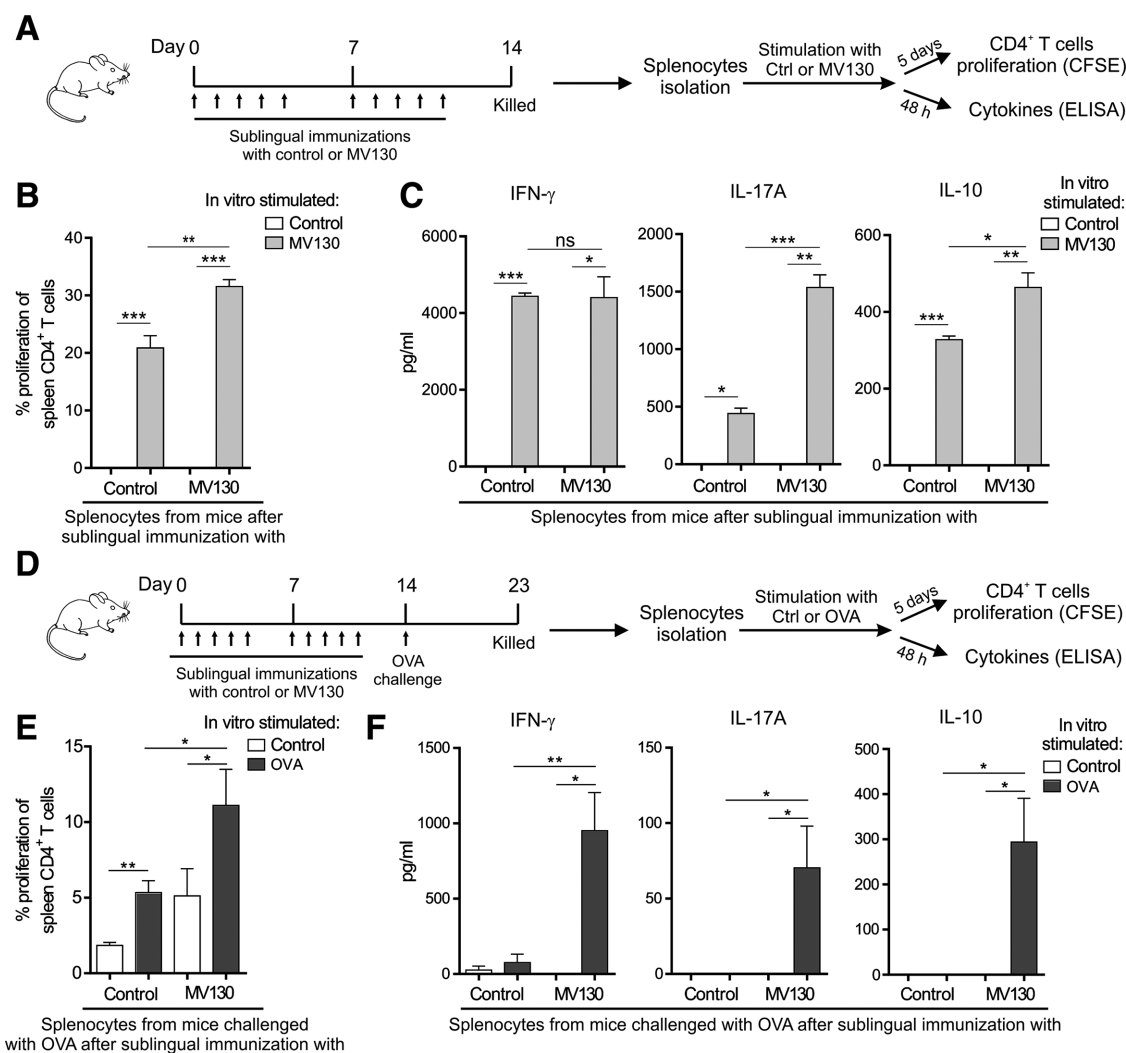 A
Day 0 7 14
Killed
Sublingual immunizations
with control or MV130
Splenocytes
isolation
Stimulation with
Ctrl or MV130
5 days
48 h
CD4+ T cells
proliferation (CFSE)
Cytokines (ELISA)
B
In vitro stimulated:
Control
MV130
% proliferation of
spleen CD4+ T cells
40
30
20
10
0
***
***
**
Control MV130
Splenocytes from mice after
sublingual immunization with
C
IFN-γ
pg/ml
6000
4000
2000
0
***
ns
*
Control MV130
IL-17A
2000
1500
1000
500
0
*
***
**
Control MV130
IL-10
600
400
200
0
***
*
**
Control MV130
In vitro
stimulated:
Control
MV130
Splenocytes from mice after sublingual immunization with
D
Day 0 7 14 23
Killed
Sublingual immunizations
with control or MV130
OVA
challenge
Splenocytes
isolation
Stimulation with
Ctrl or OVA
5 days
48 h
CD4+ T cells
proliferation (CFSE)
Cytokines (ELISA)
E
In vitro stimulated:
Control
OVA
% proliferation of
spleen CD4+ T cells
15
10
5
0
**
*
*
Control MV130
Splenocytes from mice challenged
with OVA after sublingual immunization with
F
IFN-γ
pg/ml
1500
1000
500
0
**
*
Control MV130
IL-17A
150
100
50
0
*
*
Control MV130
IL-10
500
400
300
200
100
0
*
*
Control MV130
In vitro
stimulated:
Control
OVA
Splenocytes from mice challenged with OVA after sublingual immunization with